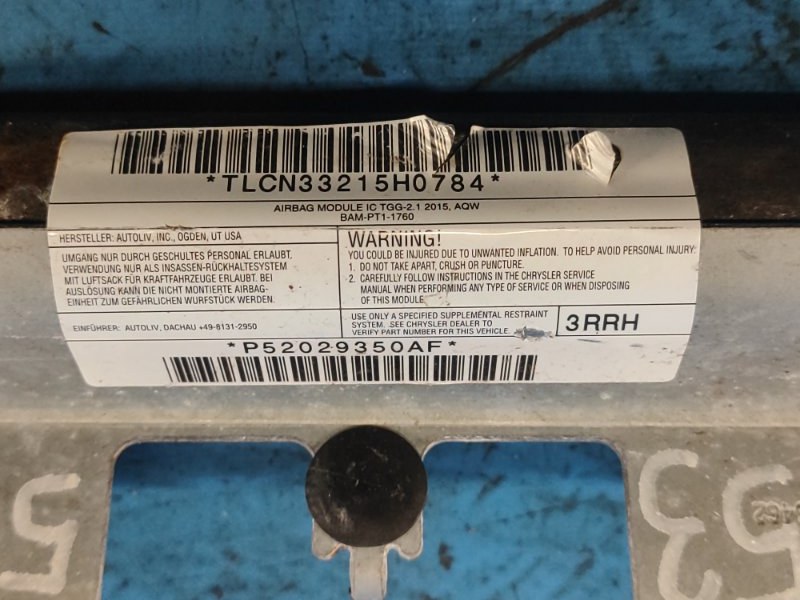 *TLCN33215H0784*
AIRBAG MODULE IC TGG-2.1 2015, AQW
BAM-PT1-1760
HERSTELLER: AUTOLIV, INC., OGDEN, UT USA
UMGANG NUR DURCH GESCHULTES PERSONAL ERLAUBT.
VERWENDUNG NUR ALS INSASSEN-RÜCKHALTESYSTEM
MIT LUFTSACK FÜR KRAFTFAHRZEUGE ERLAUBT. BEI
AUSLÖSUNG KANN DIE NICHT MONTIERTE AIRBAG-
EINHEIT ZUM GEFÄHRLICHEN WURFSTÜCK WERDEN.
EINFÜHRER: AUTOLIV, DACHAU +49-8131-2950
WARNING!
YOU COULD BE INJURED DUE TO UNWANTED INFLATION. TO HELP AVOID PERSONAL INJURY:
1. DO NOT TAKE APART, CRUSH OR PUNCTURE.
2. CAREFULLY FOLLOW INSTRUCTIONS IN THE CHRYSLER SERVICE
MANUAL WHEN PERFORMING ANY TYPE OF SERVICE OR WHEN DISPOSING
OF THIS MODULE.
USE ONLY A SPECIFIED SUPPLEMENTAL RESTRAINT
SYSTEM. SEE CHRYSLER DEALER TO
VERIFY PART NUMBER FOR THIS VEHICLE.
3RRH
*P52029350AF*
5
3
53